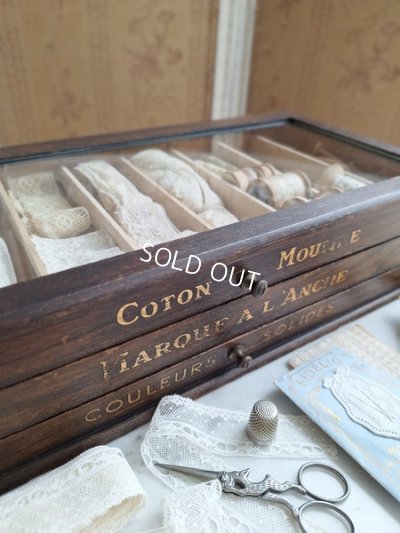 SOLD OUT
COTON MOULINE
MARQUE A L'ANCRE
COULEURS SOLIDES